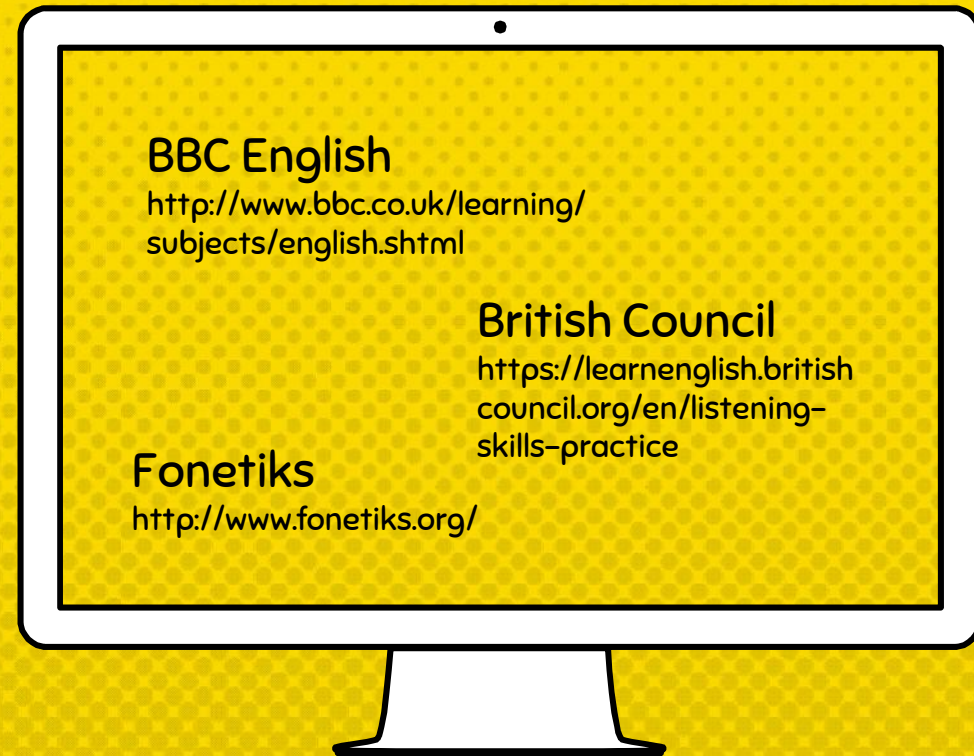 BBC English
http://www.bbc.co.uk/learning/
subjects/english.shtml
British Council
https://learnenglish.british
council.org/en/listening-
skills-practice
Fonetiks
http://www.fonetiks.org/